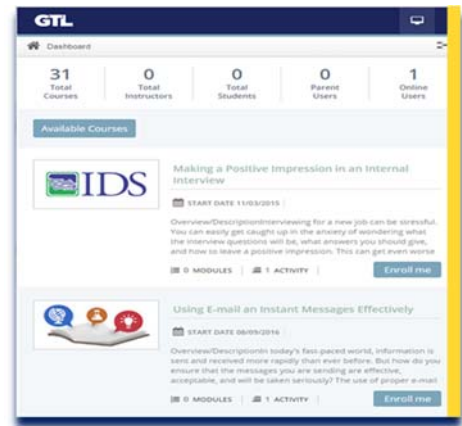 GTL
Dashboard
31 0 0 0 1
Total Total Total Parent Online
Courses Instructors Students Users Users
Available Courses
IDS
Making a Positive Impression in an Internal
Interview
START DATE 11/03/2015
Overview/DescriptionInterviewing for a new job can be stressful.
You can easily get caught up in the anxiety of wondering what
the interview questions will be, what answers you should give,
and how to leave a positive impression. This can get even worse
0 MODULES | 1 ACTIVITY |
Enroll me
Using E-mail an Instant Messages Effectively
START DATE 06/09/2016
Overview/DescriptionIn today's fast-paced world, information is
sent and received more rapidly than ever before. But how do you
ensure that the messages you are sending are effective,
acceptable, and will be taken seriously? The use of proper e-mail
0 MODULES | 1 ACTIVITY |
Enroll me